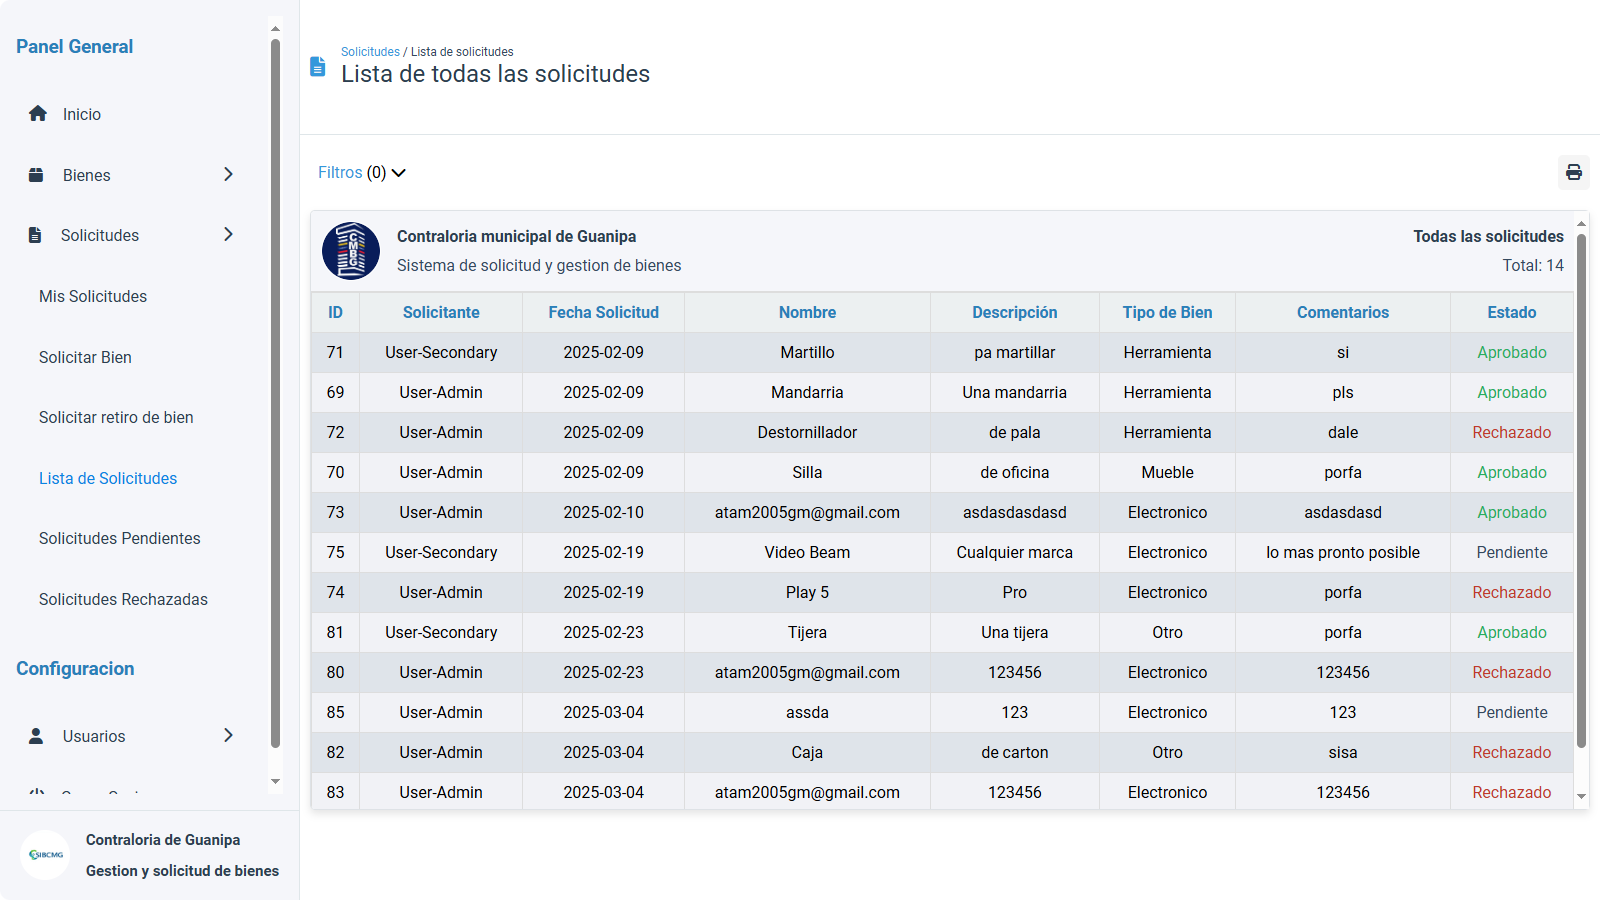 Panel General
Inicio
Bienes
Solicitudes
Mis Solicitudes
Solicitar Bien
Solicitar retiro de bien
Lista de Solicitudes
Solicitudes Pendientes
Solicitudes Rechazadas
Configuracion
Usuarios
SIBCMG
Contraloria de Guanipa
Gestion y solicitud de bienes
Solicitudes / Lista de solicitudes
Lista de todas las solicitudes
Filtros (0)
CMBG
Contraloria municipal de Guanipa
Sistema de solicitud y gestion de bienes
Todas las solicitudes
Total: 14
ID Solicitante Fecha Solicitud Nombre Descripción Tipo de Bien Comentarios Estado
71 User-Secondary 2025-02-09 Martillo pa martillar Herramienta si Aprobado
69 User-Admin 2025-02-09 Mandarria Una mandarria Herramienta pls Aprobado
72 User-Admin 2025-02-09 Destornillador de pala Herramienta dale Rechazado
70 User-Admin 2025-02-09 Silla de oficina Mueble porfa Aprobado
73 User-Admin 2025-02-10 atam2005gm@gmail.com asdasdasdasd Electronico asdasdasd Aprobado
75 User-Secondary 2025-02-19 Video Beam Cualquier marca Electronico lo mas pronto posible Pendiente
74 User-Admin 2025-02-19 Play 5 Pro Electronico porfa Rechazado
81 User-Secondary 2025-02-23 Tijera Una tijera Otro porfa Aprobado
80 User-Admin 2025-02-23 atam2005gm@gmail.com 123456 Electronico 123456 Rechazado
85 User-Admin 2025-03-04 assda 123 Electronico 123 Pendiente
82 User-Admin 2025-03-04 Caja de carton Otro sisa Rechazado
83 User-Admin 2025-03-04 atam2005gm@gmail.com 123456 Electronico 123456 Rechazado